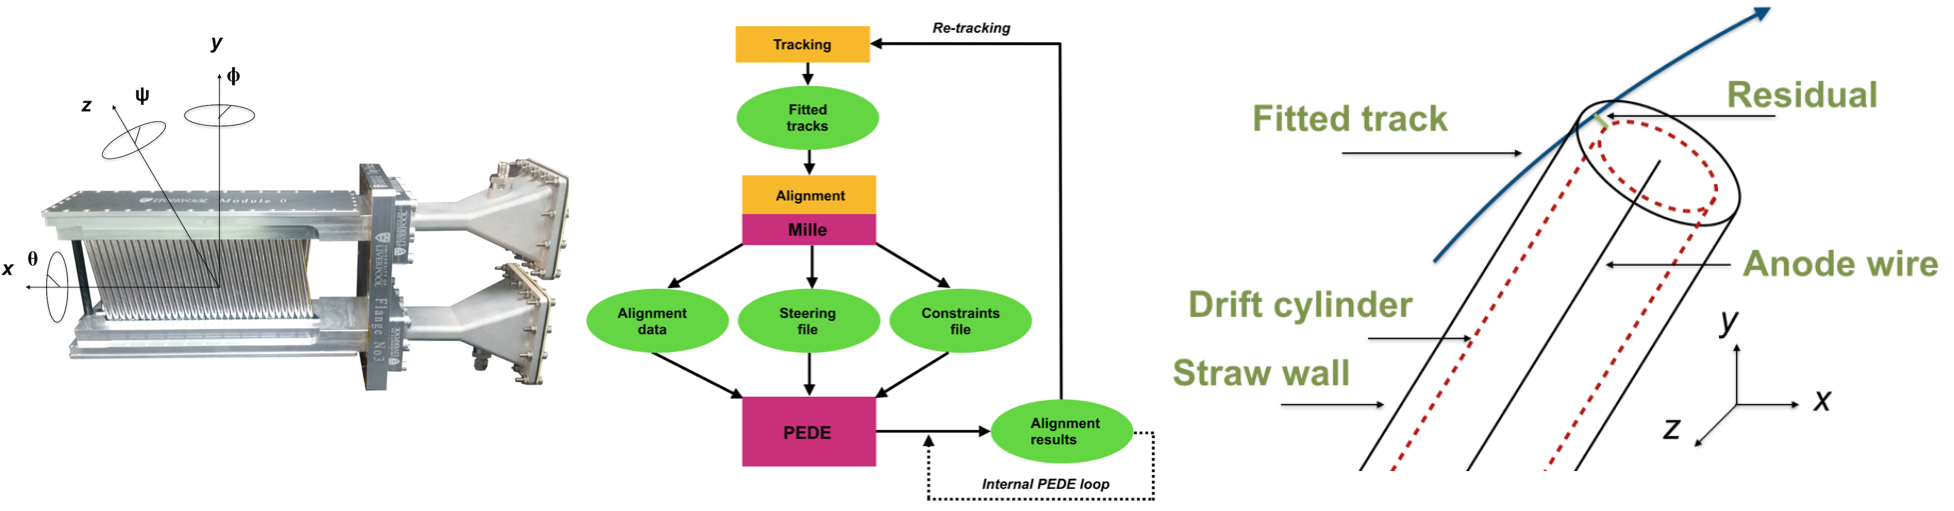 y
ϕ
z
ψ
x
θ
Module 0
LIVERPOOL
Flange No3
Re-tracking
Tracking
Fitted
tracks
Alignment
Mille
Alignment
data
Steering
file
Constraints
file
PEDE
Alignment
results
Internal PEDE loop
Residual
Fitted track
Anode wire
Drift cylinder
Straw wall
y
x
z